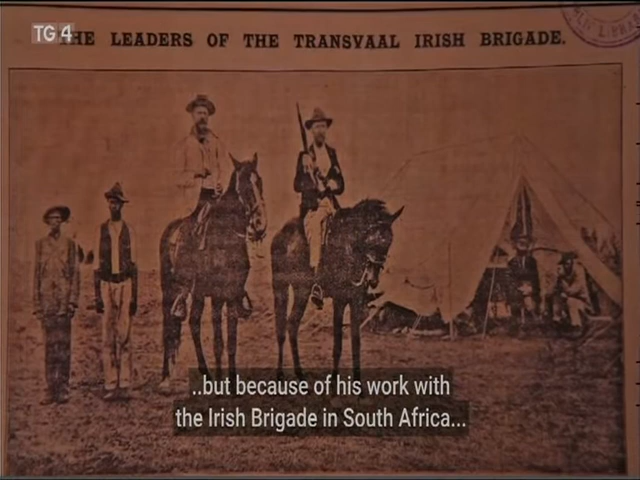 TG4
THE LEADERS OF THE TRANSVAAL IRISH BRIGADE.
..but because of his work with
the Irish Brigade in South Africa...